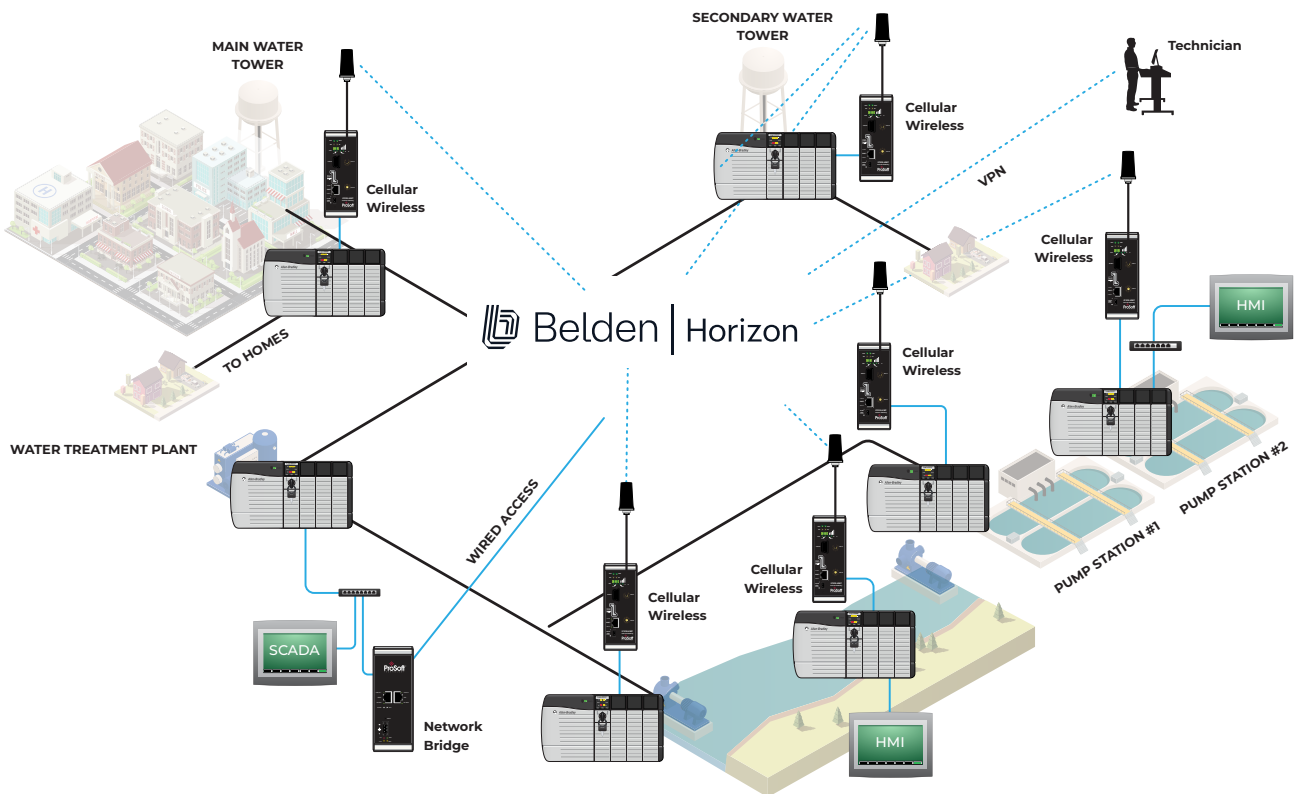 SECONDARY WATER
TOWER
MAIN WATER
TOWER
Technician
Cellular
Wireless
VPN
Cellular
Wireless
Cellular
Wireless
HMI
Belden | Horizon
TO HOMES
Cellular
Wireless
WATER TREATMENT PLANT
PUMP STATION #2
WIRED ACCESS
PUMP STATION #1
Cellular
Wireless
Cellular
Wireless
SCADA
ProSoft
Network
Bridge
HMI